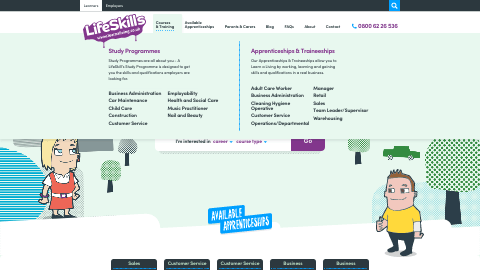 Learners
Employers
LifeSkills
Courses
& Training
Available
Apprenticeships
Parents & Carers
Blog
FAQs
About
Contact
0800 62 26 536
Study Programmes
Study Programmes are all about you - A
LifeSkills Study Programme is designed to get
you the skills and qualifications employers are
looking for.
Business Administration
Car Maintenance
Child Care
Construction
Customer Service
Employability
Health and Social Care
Music Practitioner
Nail and Beauty
Apprenticeships & Traineeships
Our Apprenticeships & Traineeships allow you to
Learn a living by working, learning and gaining
skills and qualifications in a real business.
Adult Care Worker
Business Administration
Cleaning Hygiene
Operative
Customer Service
Operations/Departmental
Manager
Retail
Sales
Team Leader/Supervisor
Warehousing
I'm interested in career course type
Go
AVAILABLE
APPRENTICESHIPS
Sales
Customer Service
Customer Service
Business
Business